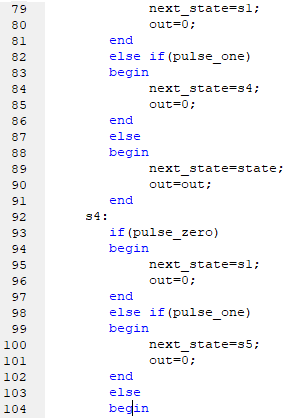 79 next_state=s1;
80 out=0;
81 end
82 else if(pulse_one)
83 begin
84 next_state=s4;
85 out=0;
86 end
87 else
88 begin
89 next_state=state;
90 out=out;
91 end
92 s4:
93 if(pulse_zero)
94 begin
95 next_state=s1;
96 out=0;
97 end
98 else if(pulse_one)
99 begin
100 next_state=s5;
101 out=0;
102 end
103 else
104 begin